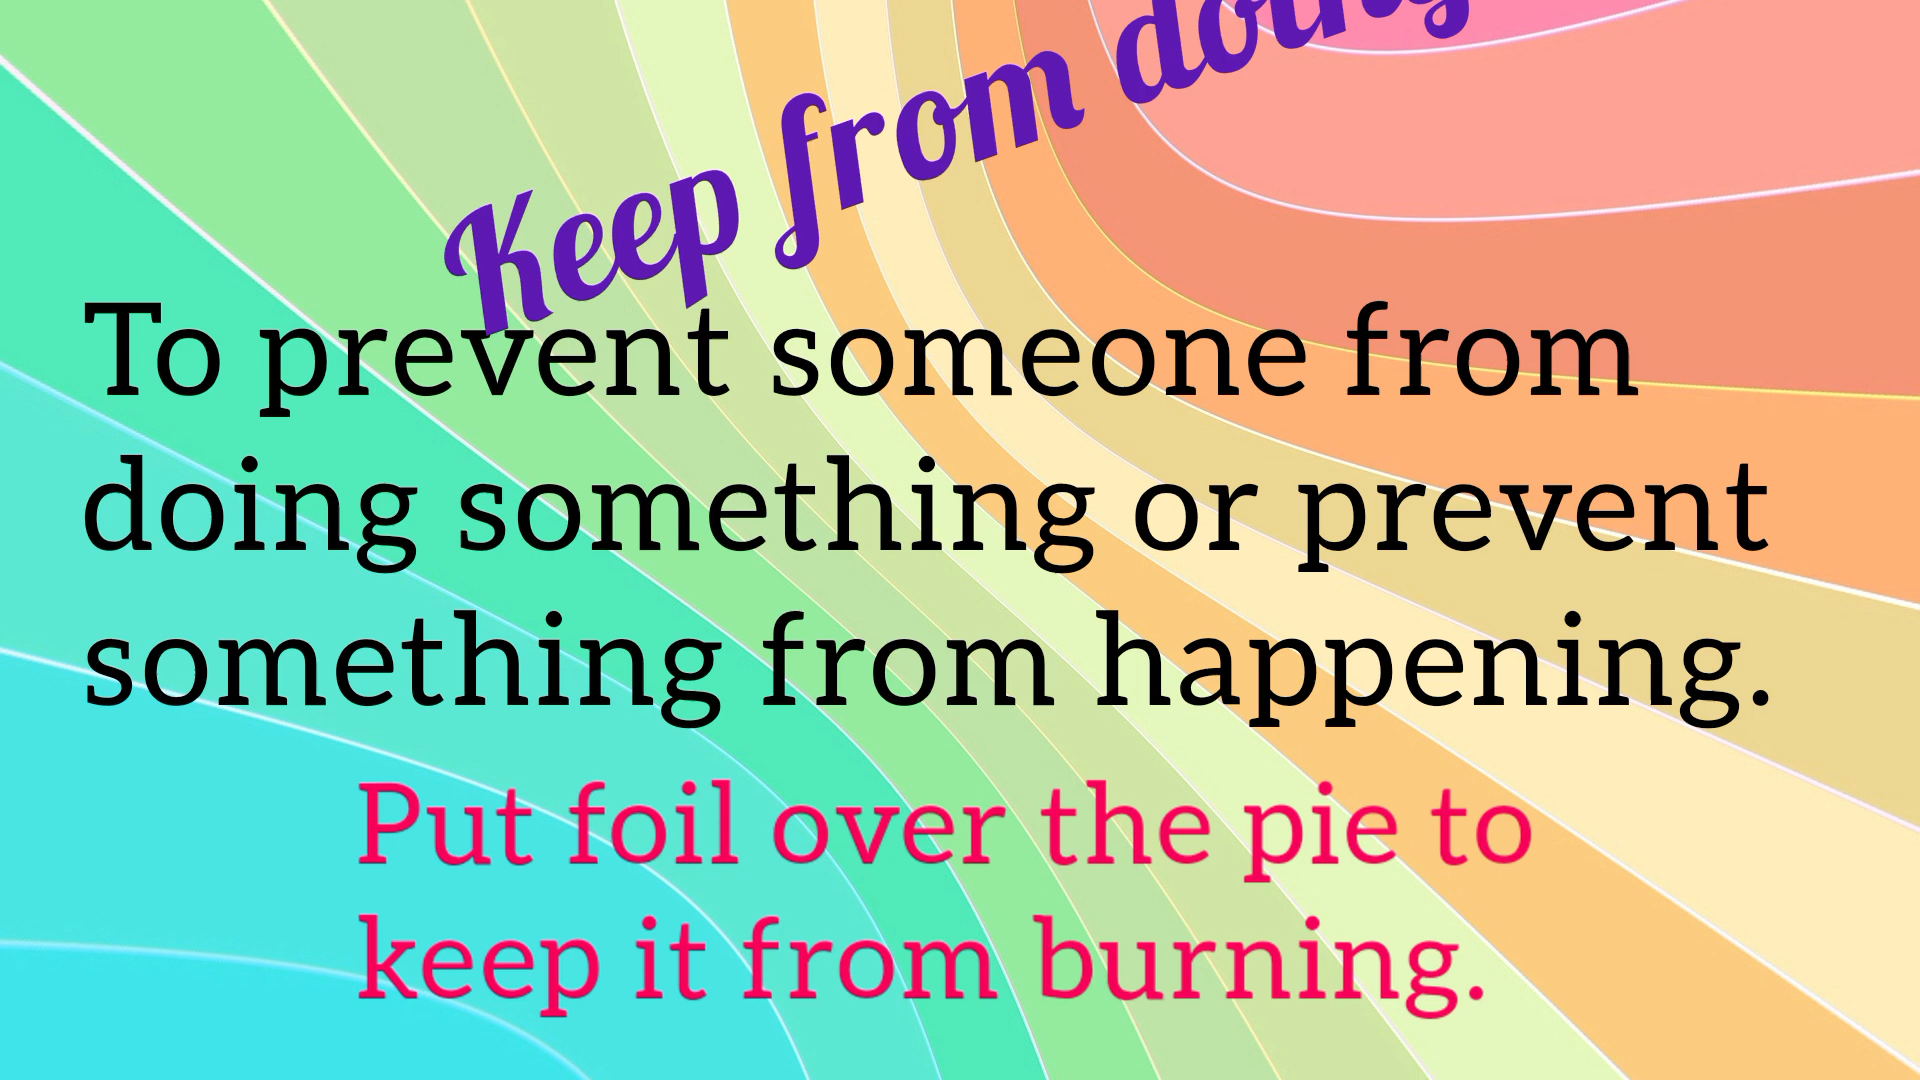 Keep from doing
To prevent someone from
doing something or prevent
something from happening.
Put foil over the pie to
keep it from burning.